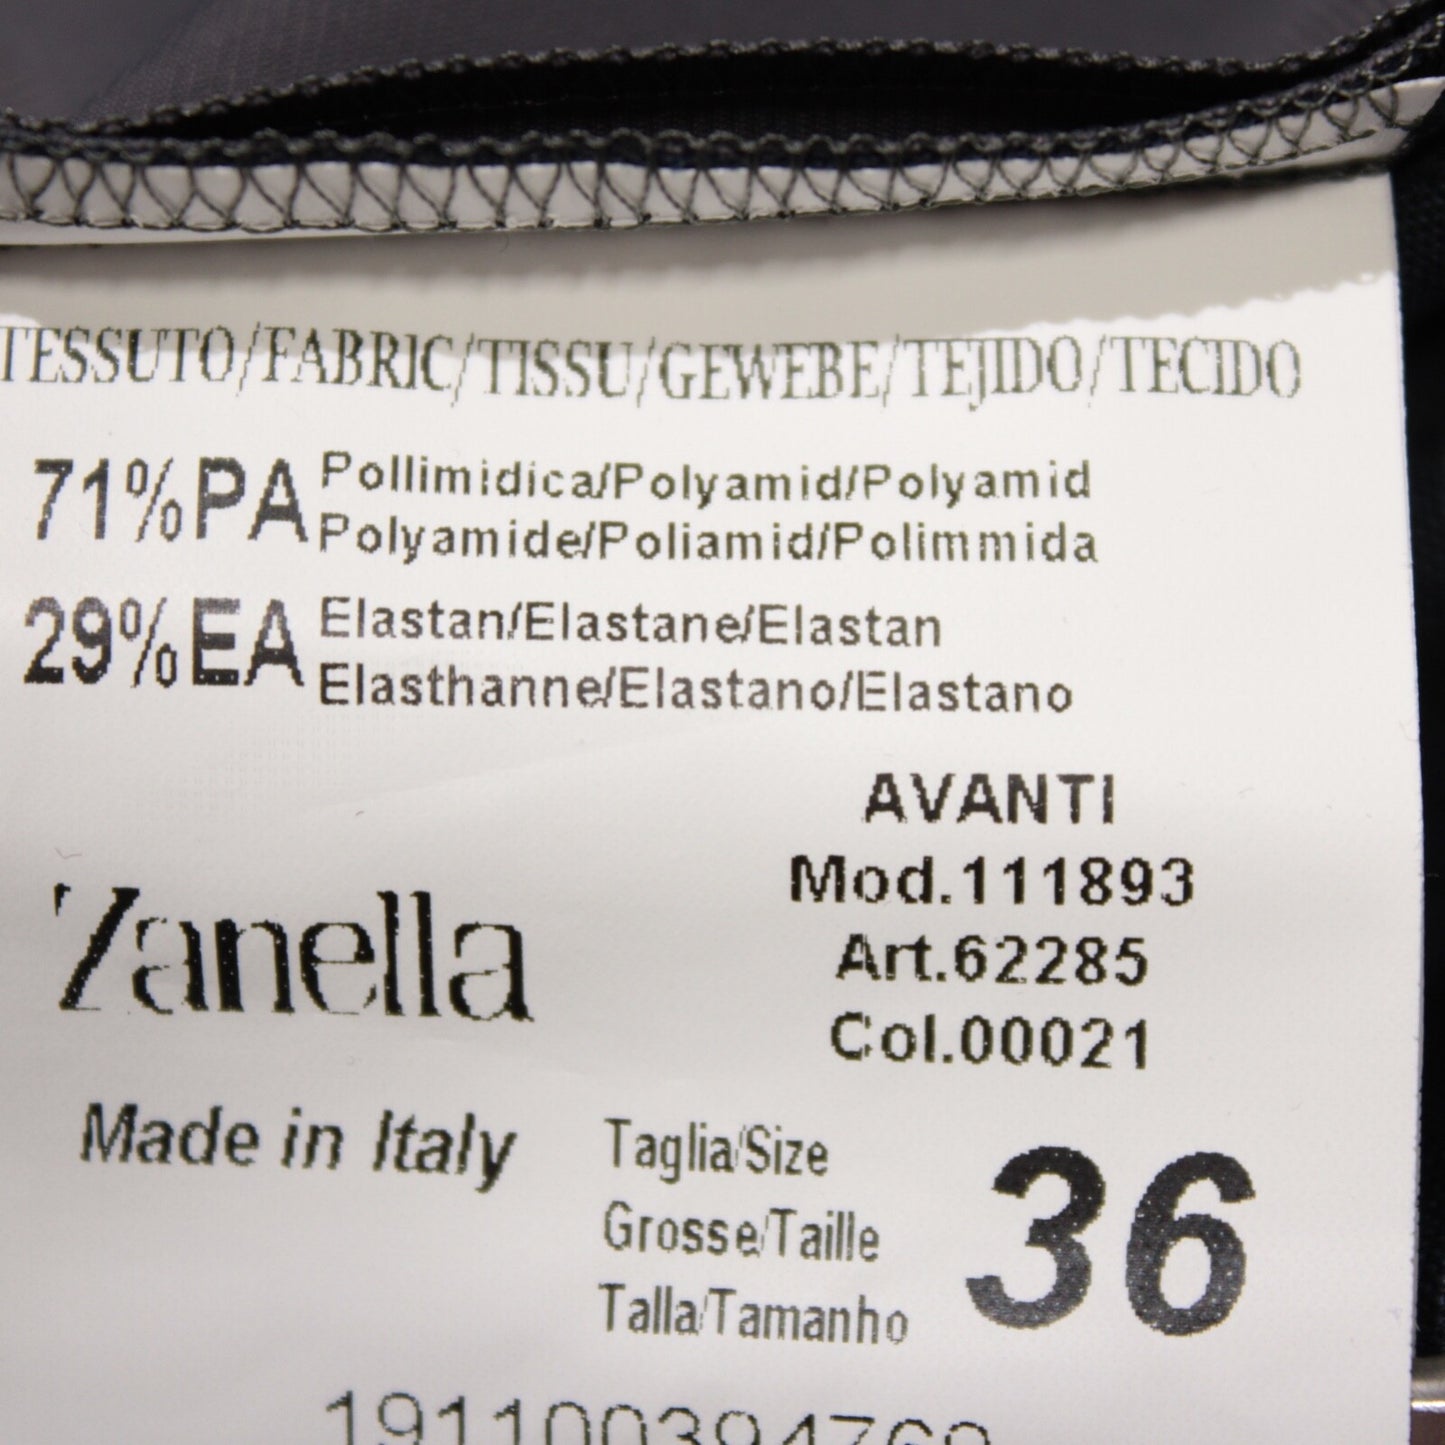 TESSUTO/FABRIC/TISSU/GEWEBE/TEJIDO/TECIDO
71%PA Pollimidica/Polyamid/Polyamid
Polyamide/Poliamid/Polimmida
29%EA Elastan/Elastane/Elastan
Elasthanne/Elastano/Elastano
AVANTI
Mod.111893
Art.62285
Col.00021
Zanella
Made in Italy
Taglia/Size
Grosse/Taille
Talla/Tamanho
36